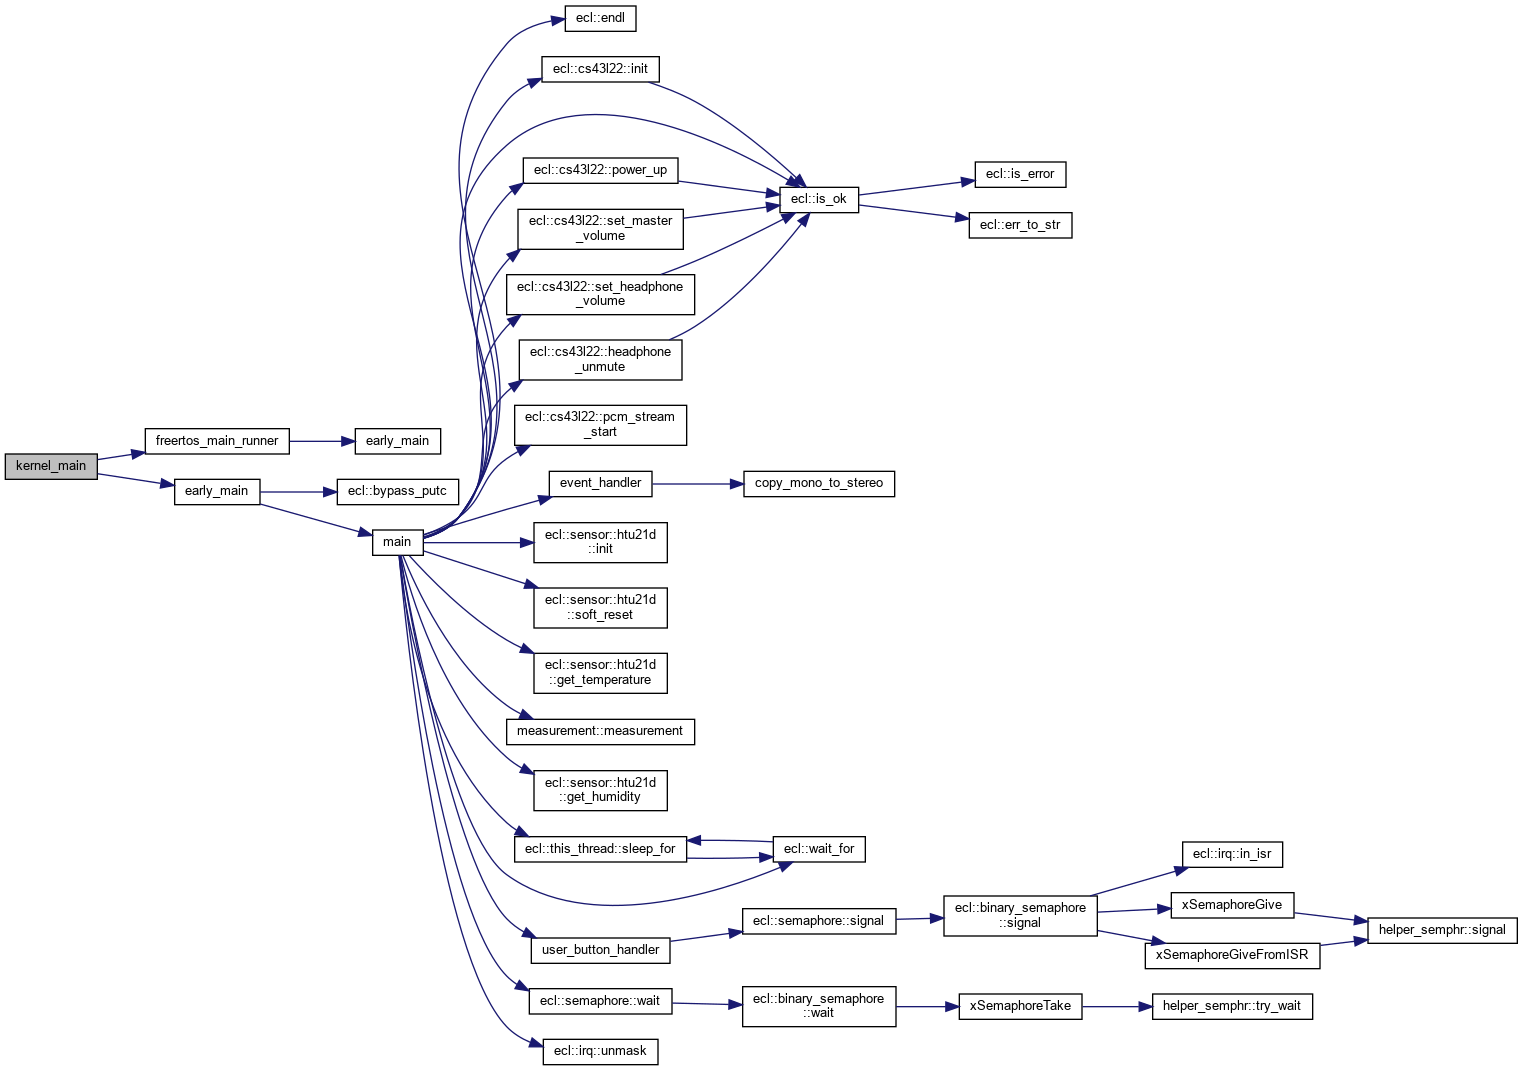 ecl::endl
ecl::cs43l22::init
ecl::cs43l22::power_up
ecl::is_ok
ecl::is_error
ecl::err_to_str
ecl::cs43l22::set_master
_volume
ecl::cs43l22::set_headphone
_volume
ecl::cs43l22::headphone
_unmute
ecl::cs43l22::pcm_stream
_start
kernel_main
freertos_main_runner
early_main
early_main
ecl::bypass_putc
main
event_handler
copy_mono_to_stereo
ecl::sensor::htu21d
::init
ecl::sensor::htu21d
::soft_reset
ecl::sensor::htu21d
::get_temperature
measurement::measurement
ecl::sensor::htu21d
::get_humidity
ecl::this_thread::sleep_for
ecl::wait_for
user_button_handler
ecl::semaphore::signal
ecl::binary_semaphore
::signal
ecl::irq::in_isr
xSemaphoreGive
xSemaphoreGiveFromISR
helper_semphr::signal
ecl::semaphore::wait
ecl::binary_semaphore
::wait
xSemaphoreTake
helper_semphr::try_wait
ecl::irq::unmask